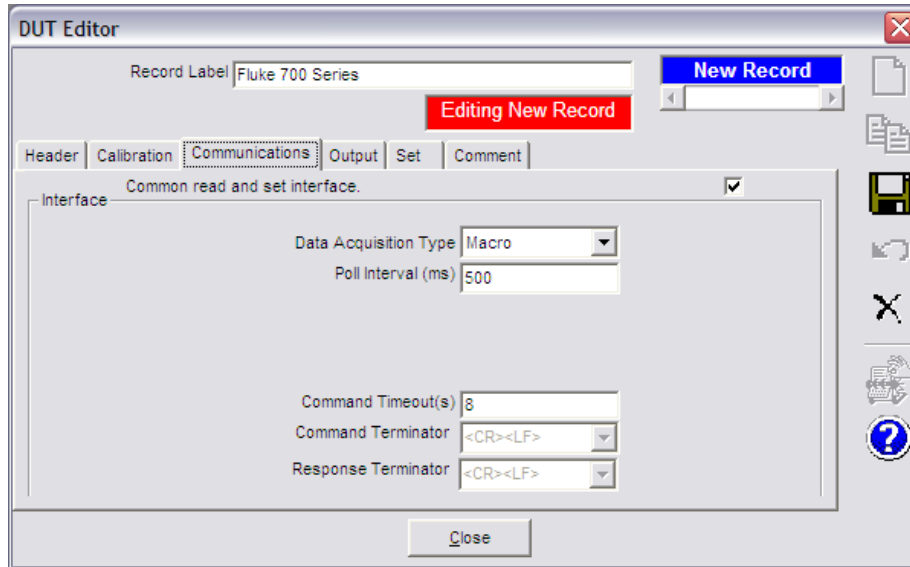 DUT Editor
Record Label Fluke 700 Series
New Record
Editing New Record
Header Calibration Communications Output Set Comment
Common read and set interface.
Interface
Data Acquisition Type Macro
Poll Interval (ms) 500
Command Timeout(s) 8
Command Terminator <CR><LF>
Response Terminator <CR><LF>
?
Close